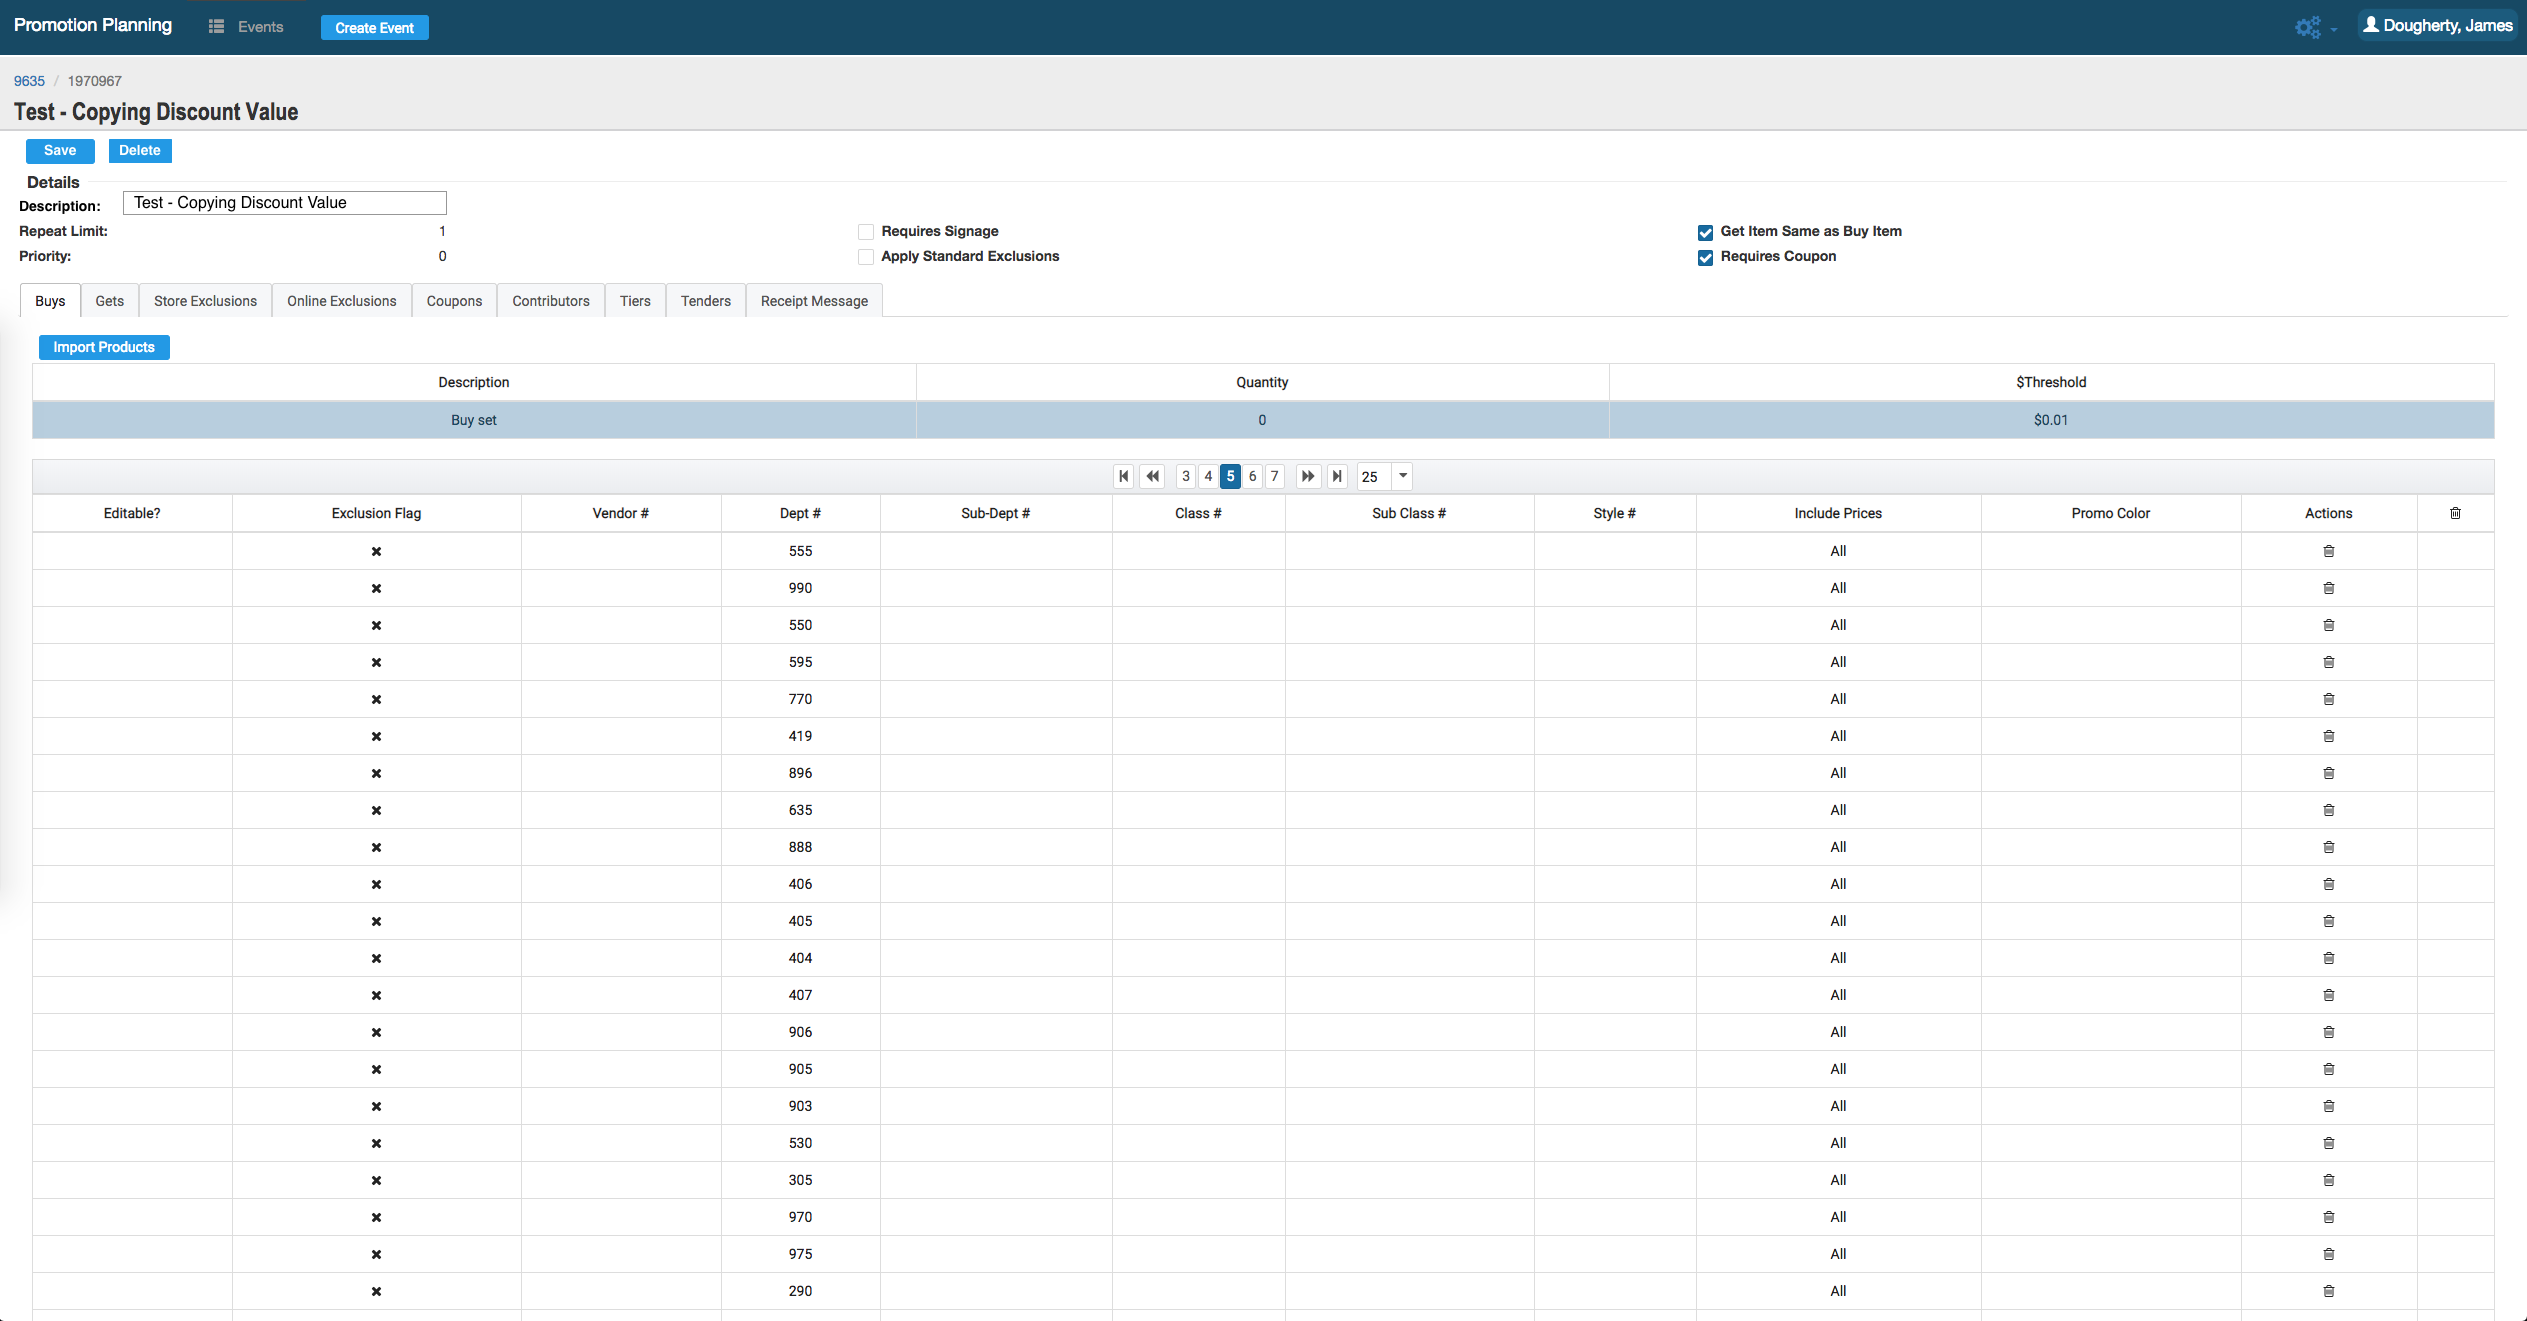 Promotion Planning Events Create Event Dougherty, James
9635 / 1970967
Test - Copying Discount Value
Save Delete
Details
Description: Test - Copying Discount Value
Repeat Limit: 1 Requires Signage Get Item Same as Buy Item
Priority: 0 Apply Standard Exclusions Requires Coupon
Buys Gets Store Exclusions Online Exclusions Coupons Contributors Tiers Tenders Receipt Message
Import Products
Description Quantity $Threshold
Buy set 0 $0.01
3 4 5 6 7 25
Editable? Exclusion Flag Vendor # Dept # Sub-Dept # Class # Sub Class # Style # Include Prices Promo Color Actions
555 All
990 All
550 All
595 All
770 All
419 All
896 All
635 All
888 All
406 All
405 All
404 All
407 All
906 All
905 All
903 All
530 All
305 All
970 All
975 All
290 All